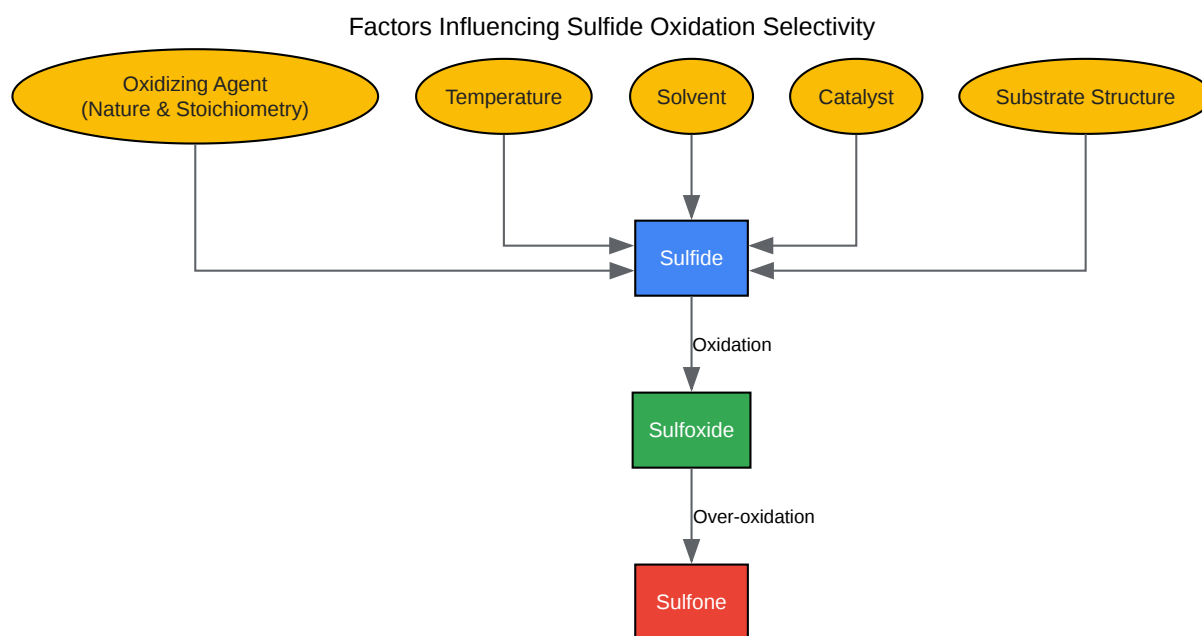 Factors Influencing Sulfide Oxidation Selectivity
Oxidizing Agent
(Nature & Stoichiometry)
Temperature
Solvent
Catalyst
Substrate Structure
Sulfide
Oxidation
Sulfoxide
Over-oxidation
Sulfone